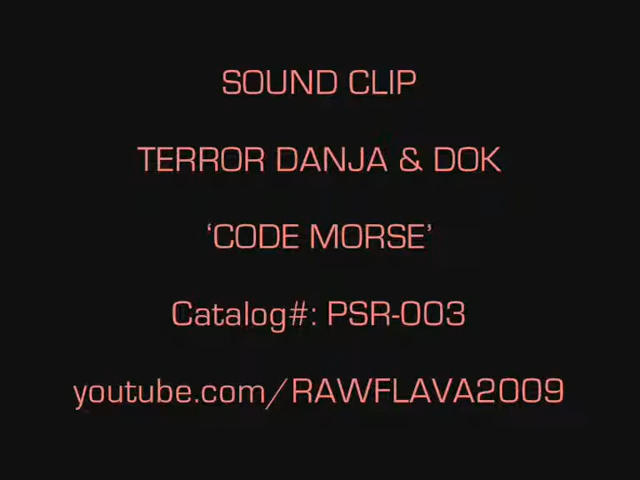 SOUND CLIP
TERROR DANJA & DOK
‘CODE MORSE’
Catalog#: PSR-003
youtube.com/RAWFLAVA2009